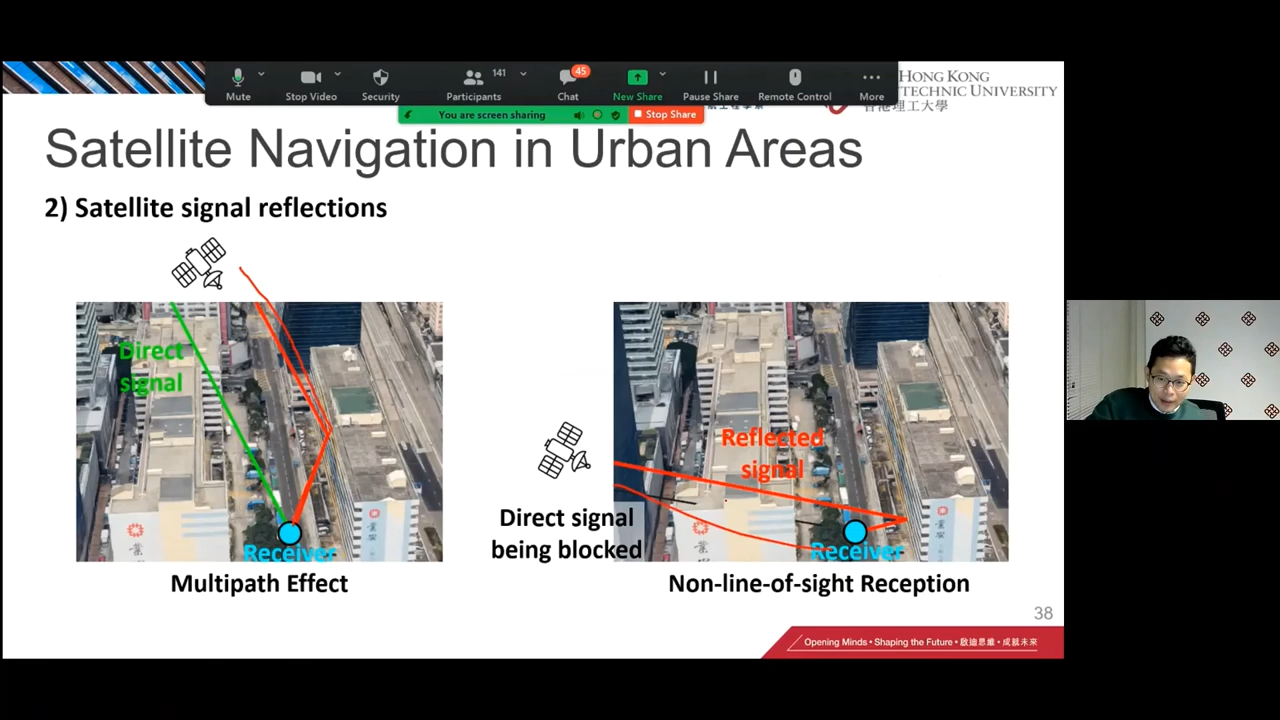 Mute
Stop Video
Security
Participants
141
Chat
45
New Share
Pause Share
Remote Control
More
You are screen sharing
Stop Share
HONG KONG
TECHNIC UNIVERSITY
香港理工大學
Satellite Navigation in Urban Areas
2) Satellite signal reflections
Direct
signal
Receiver
Multipath Effect
Reflected
signal
Direct signal
being blocked
Receiver
Non-line-of-sight Reception
38
Opening Minds • Shaping the Future • 啟迪思維 • 成就未來